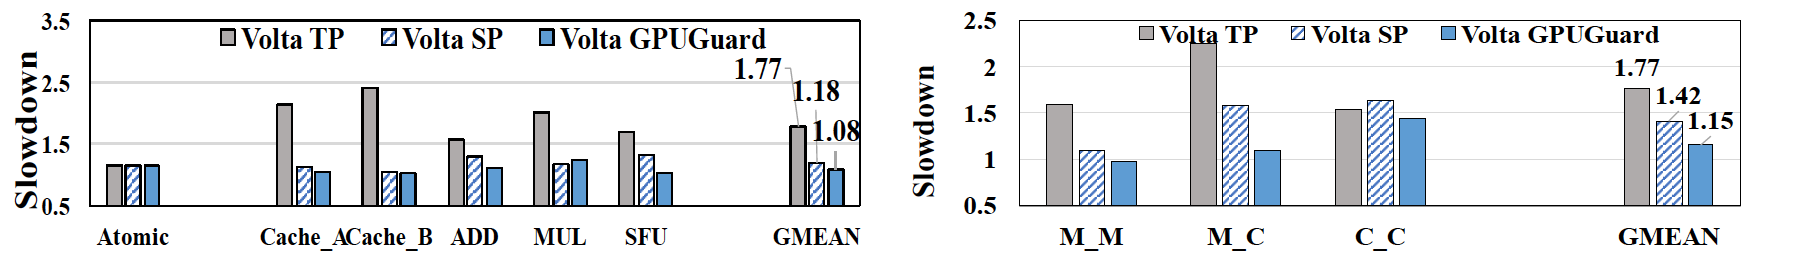 3.5
2.5
1.5
0.5
Slowdown
Volta TP
Volta SP
Volta GPUGuard
1.77
1.18
1.08
Atomic
Cache_A
Cache_B
ADD
MUL
SFU
GMEAN
2.5
2
1.5
1
0.5
Slowdown
Volta TP
Volta SP
Volta GPUGuard
1.77
1.42
1.15
M_M
M_C
C_C
GMEAN